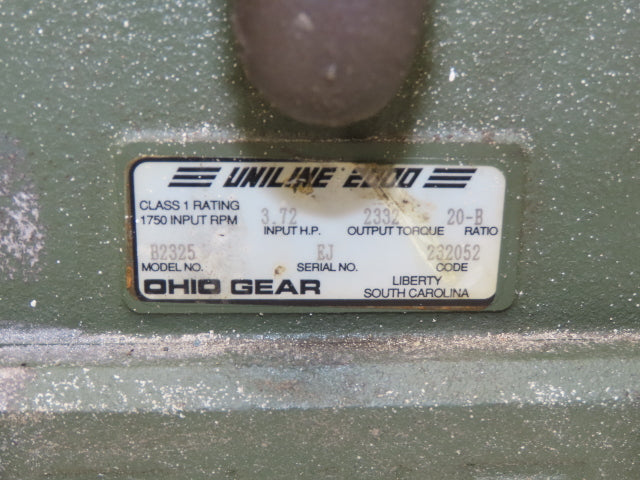 UNILINE 2000
CLASS 1 RATING
1750 INPUT RPM 3.72 2332 20-B
INPUT H.P. OUTPUT TORQUE RATIO
B2325 EJ 232052
MODEL NO. SERIAL NO. CODE
OHIO GEAR LIBERTY
SOUTH CAROLINA